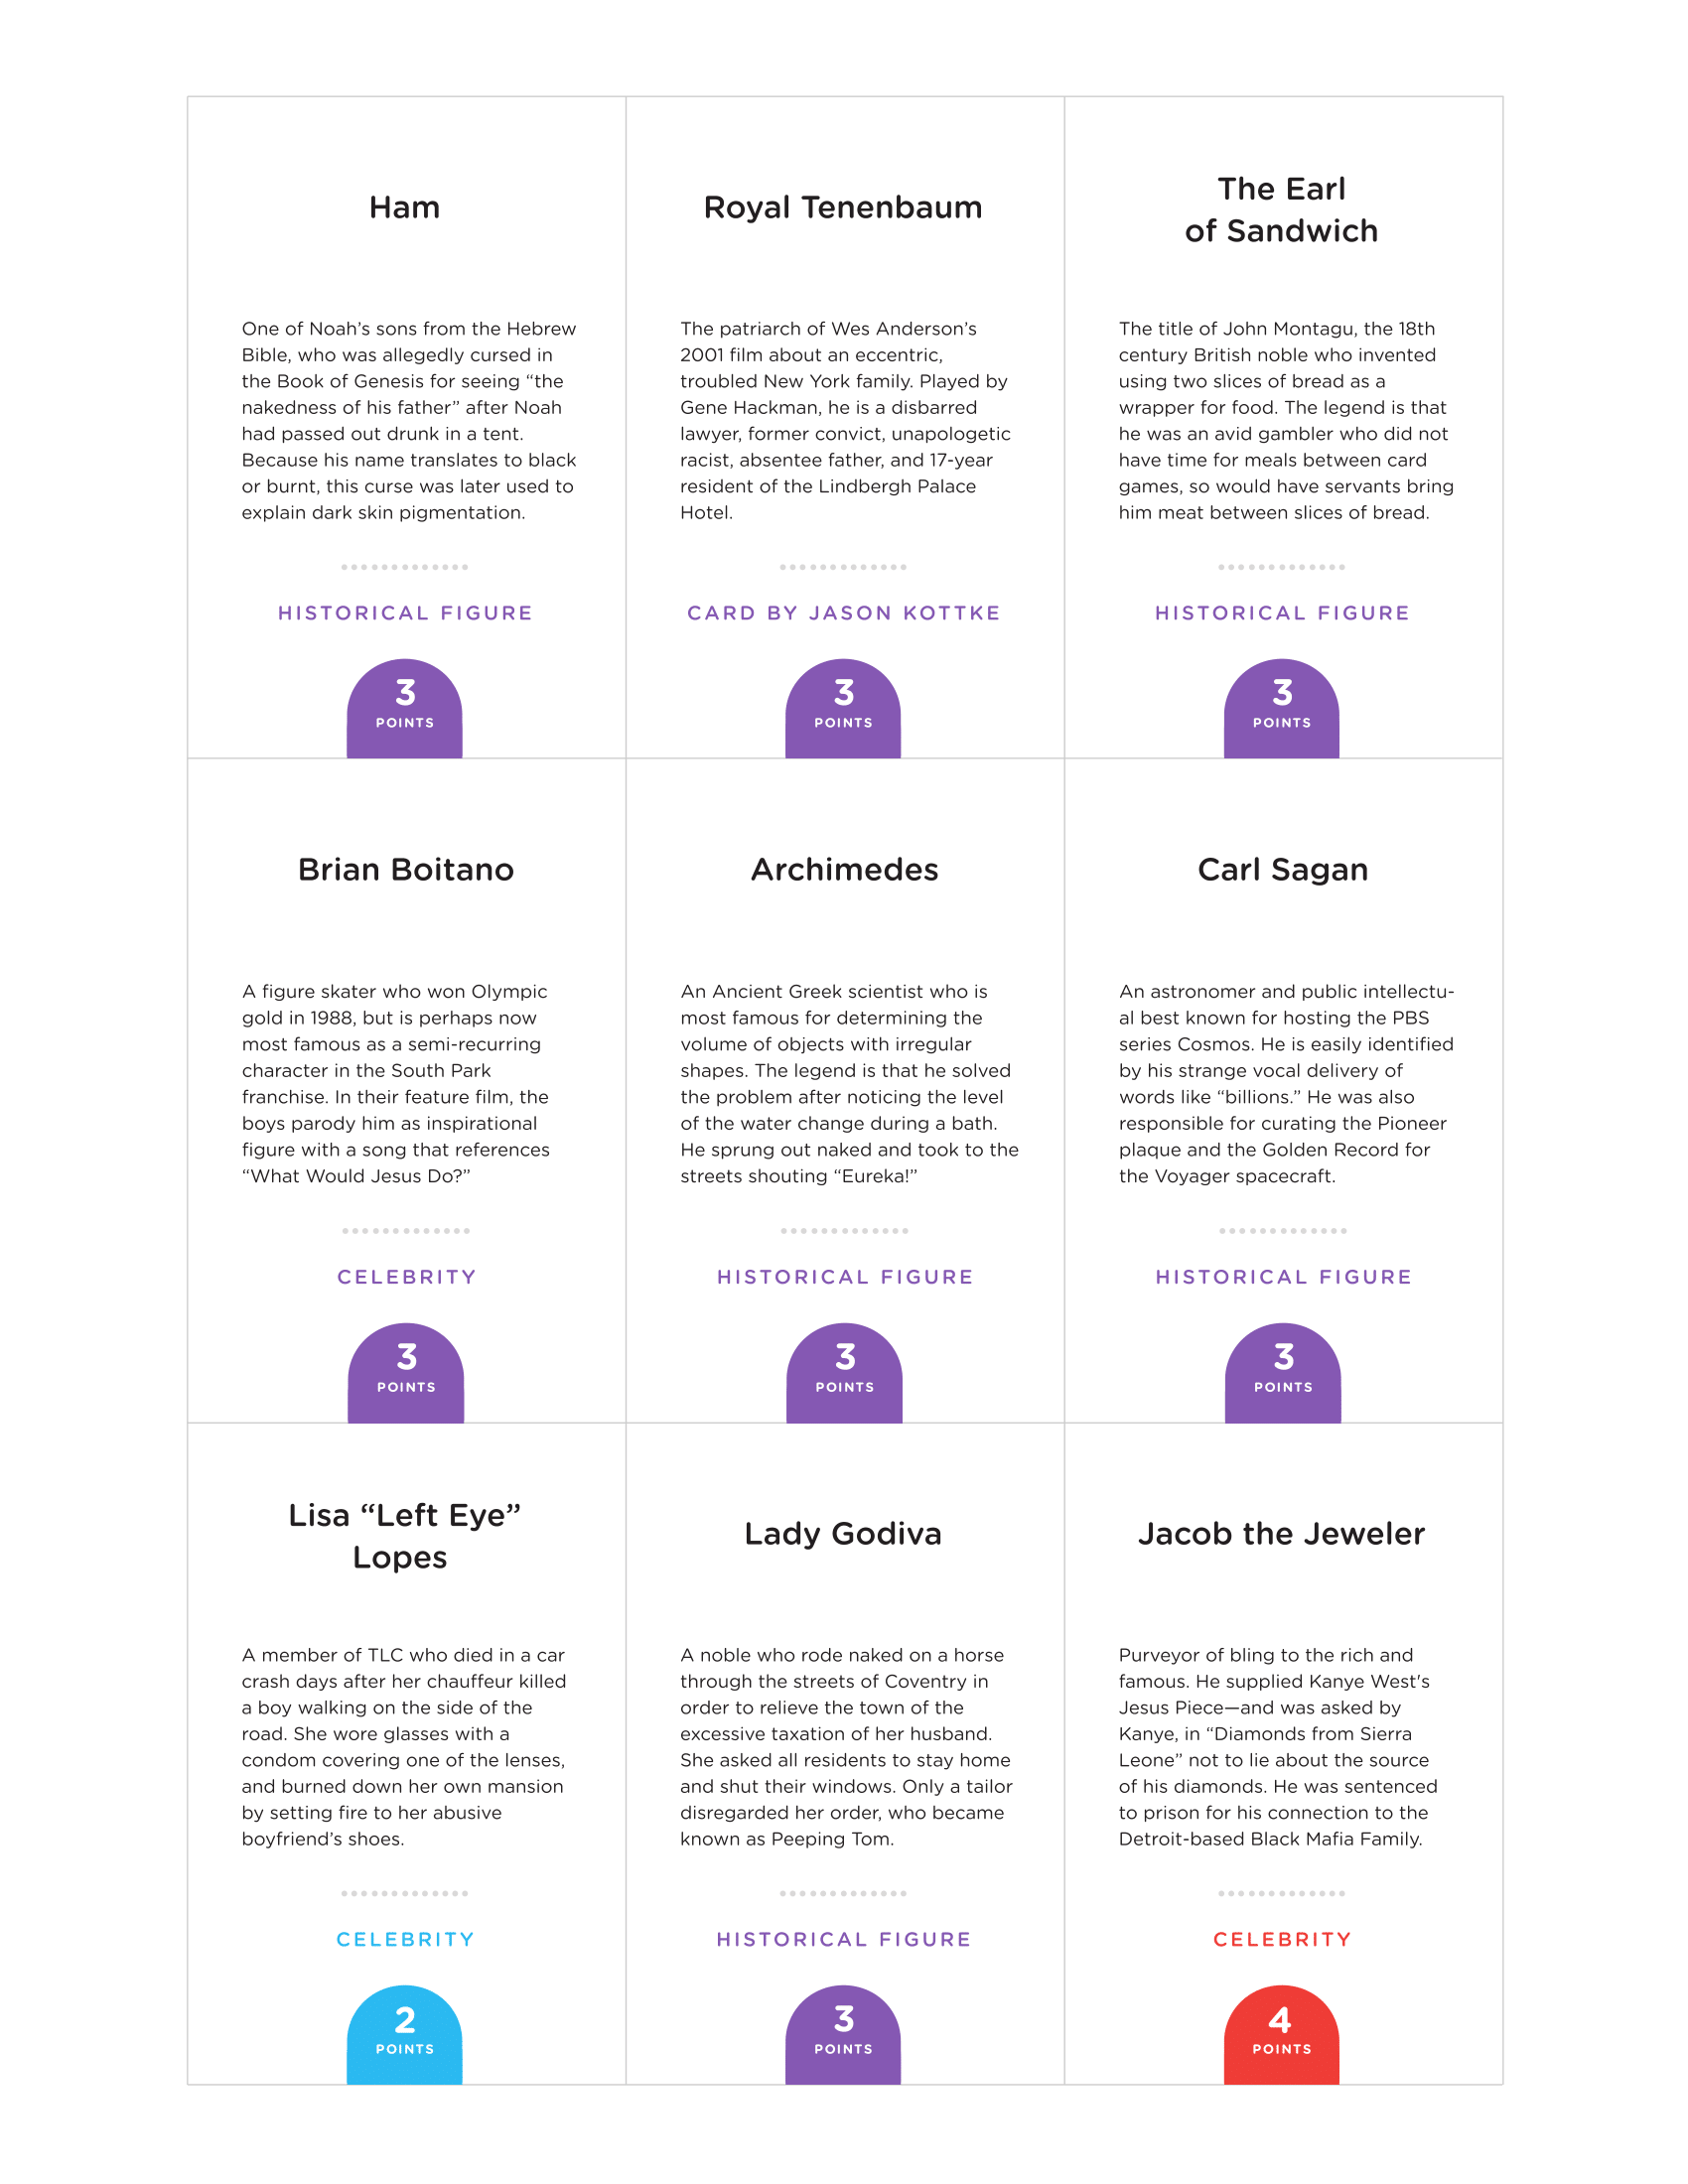 Ham
One of Noah’s sons from the Hebrew
Bible, who was allegedly cursed in
the Book of Genesis for seeing “the
nakedness of his father” after Noah
had passed out drunk in a tent.
Because his name translates to black
or burnt, this curse was later used to
explain dark skin pigmentation.
HISTORICAL FIGURE
3
POINTS
Royal Tenenbaum
The patriarch of Wes Anderson’s
2001 film about an eccentric,
troubled New York family. Played by
Gene Hackman, he is a disbarred
lawyer, former convict, unapologetic
racist, absentee father, and 17-year
resident of the Lindbergh Palace
Hotel.
CARD BY JASON KOTTKE
3
POINTS
The Earl
of Sandwich
The title of John Montagu, the 18th
century British noble who invented
using two slices of bread as a
wrapper for food. The legend is that
he was an avid gambler who did not
have time for meals between card
games, so would have servants bring
him meat between slices of bread.
HISTORICAL FIGURE
3
POINTS
Brian Boitano
A figure skater who won Olympic
gold in 1988, but is perhaps now
most famous as a semi-recurring
character in the South Park
franchise. In their feature film, the
boys parody him as inspirational
figure with a song that references
“What Would Jesus Do?”
CELEBRITY
3
POINTS
Archimedes
An Ancient Greek scientist who is
most famous for determining the
volume of objects with irregular
shapes. The legend is that he solved
the problem after noticing the level
of the water change during a bath.
He sprung out naked and took to the
streets shouting “Eureka!”
HISTORICAL FIGURE
3
POINTS
Carl Sagan
An astronomer and public intellectu-
al best known for hosting the PBS
series Cosmos. He is easily identified
by his strange vocal delivery of
words like “billions.” He was also
responsible for curating the Pioneer
plaque and the Golden Record for
the Voyager spacecraft.
HISTORICAL FIGURE
3
POINTS
Lisa “Left Eye”
Lopes
A member of TLC who died in a car
crash days after her chauffeur killed
a boy walking on the side of the
road. She wore glasses with a
condom covering one of the lenses,
and burned down her own mansion
by setting fire to her abusive
boyfriend’s shoes.
CELEBRITY
2
POINTS
Lady Godiva
A noble who rode naked on a horse
through the streets of Coventry in
order to relieve the town of the
excessive taxation of her husband.
She asked all residents to stay home
and shut their windows. Only a tailor
disregarded her order, who became
known as Peeping Tom.
HISTORICAL FIGURE
3
POINTS
Jacob the Jeweler
Purveyor of bling to the rich and
famous. He supplied Kanye West's
Jesus Piece—and was asked by
Kanye, in “Diamonds from Sierra
Leone” not to lie about the source
of his diamonds. He was sentenced
to prison for his connection to the
Detroit-based Black Mafia Family.
CELEBRITY
4
POINTS